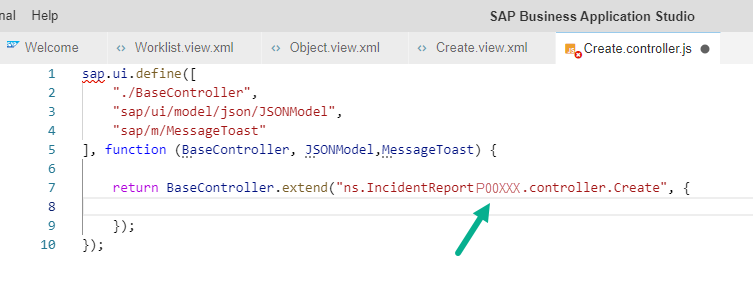 nal Help SAP Business Application Studio
SAP Welcome <> Worklist.view.xml <> Object.view.xml <> Create.view.xml JS Create.controller.js
1 sap.ui.define([
2 "./BaseController",
3 "sap/ui/model/json/JSONModel",
4 "sap/m/MessageToast"
5 ], function (BaseController, JSONModel,MessageToast) {
6
7 return BaseController.extend("ns.IncidentReportP00XXX.controller.Create", {
8
9 });
10 });